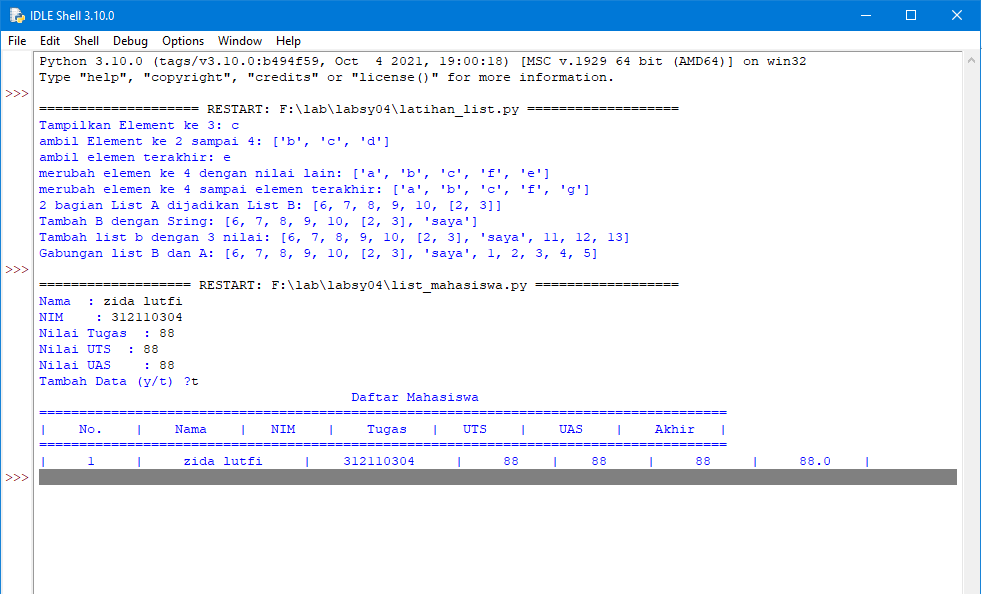 IDLE Shell 3.10.0
File Edit Shell Debug Options Window Help
Python 3.10.0 (tags/v3.10.0:b494f59, Oct  4 2021, 19:00:18) [MSC v.1929 64 bit (AMD64)] on win32
Type "help", "copyright", "credits" or "license()" for more information.
>>>
==================== RESTART: F:\lab\labsy04\latihan_list.py ===================
Tampilkan Element ke 3: c
ambil Element ke 2 sampai 4: ['b', 'c', 'd']
ambil elemen terakhir: e
merubah elemen ke 4 dengan nilai lain: ['a', 'b', 'c', 'f', 'e']
merubah elemen ke 4 sampai elemen terakhir: ['a', 'b', 'c', 'f', 'g']
2 bagian List A dijadikan List B: [6, 7, 8, 9, 10, [2, 3]]
Tambah B dengan Sring: [6, 7, 8, 9, 10, [2, 3], 'saya']
Tambah list b dengan 3 nilai: [6, 7, 8, 9, 10, [2, 3], 'saya', 11, 12, 13]
Gabungan list B dan A: [6, 7, 8, 9, 10, [2, 3], 'saya', 1, 2, 3, 4, 5]
>>>
=================== RESTART: F:\lab\labsy04\list_mahasiswa.py ==================
Nama  : zida lutfi
NIM    : 312110304
Nilai Tugas  : 88
Nilai UTS  : 88
Nilai UAS    : 88
Tambah Data (y/t) ?t
Daftar Mahasiswa
======================================================================================
|    No.    |    Nama    |   NIM    |    Tugas   |   UTS    |    UAS    |    Akhir   |
======================================================================================
|     1     |     zida lutfi     |    312110304     |     88    |    88     |     88     |     88.0    |
>>>